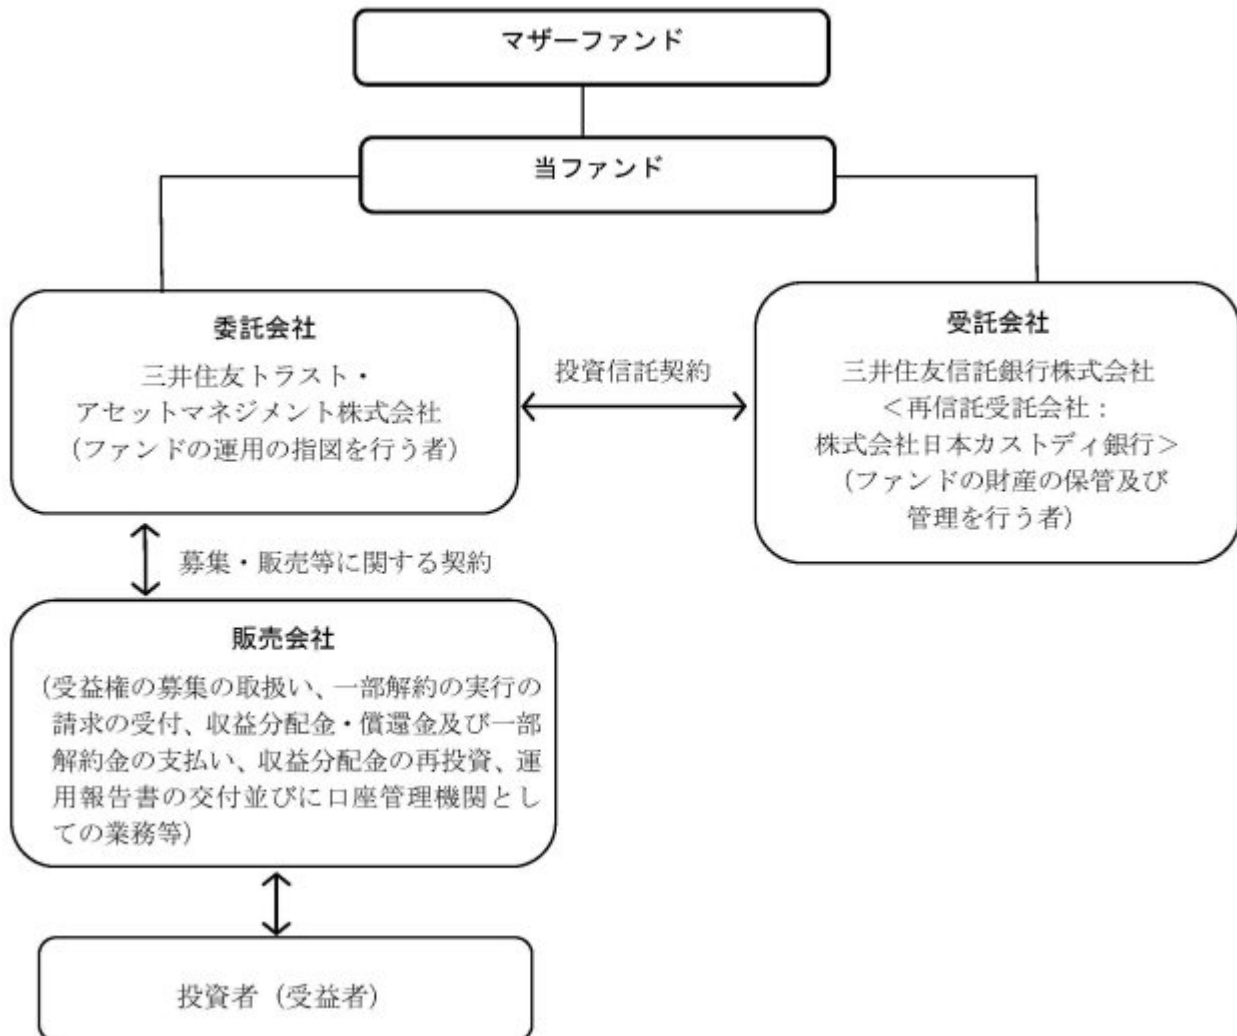 マザーファンド
当ファンド
委託会社
三井住友トラスト・
アセットマネジメント株式会社
(ファンドの運用の指図を行う者)
投資信託契約
受託会社
三井住友信託銀行株式会社
<再信託受託会社:
株式会社日本カストディ銀行>
(ファンドの財産の保管及び
管理を行う者)
募集・販売等に関する契約
販売会社
(受益権の募集の取扱い、一部解約の実行の
請求の受付、収益分配金・償還金及び一部
解約金の支払い、収益分配金の再投資、運
用報告書の交付並びに口座管理機関とし
ての業務等)
投資者(受益者)